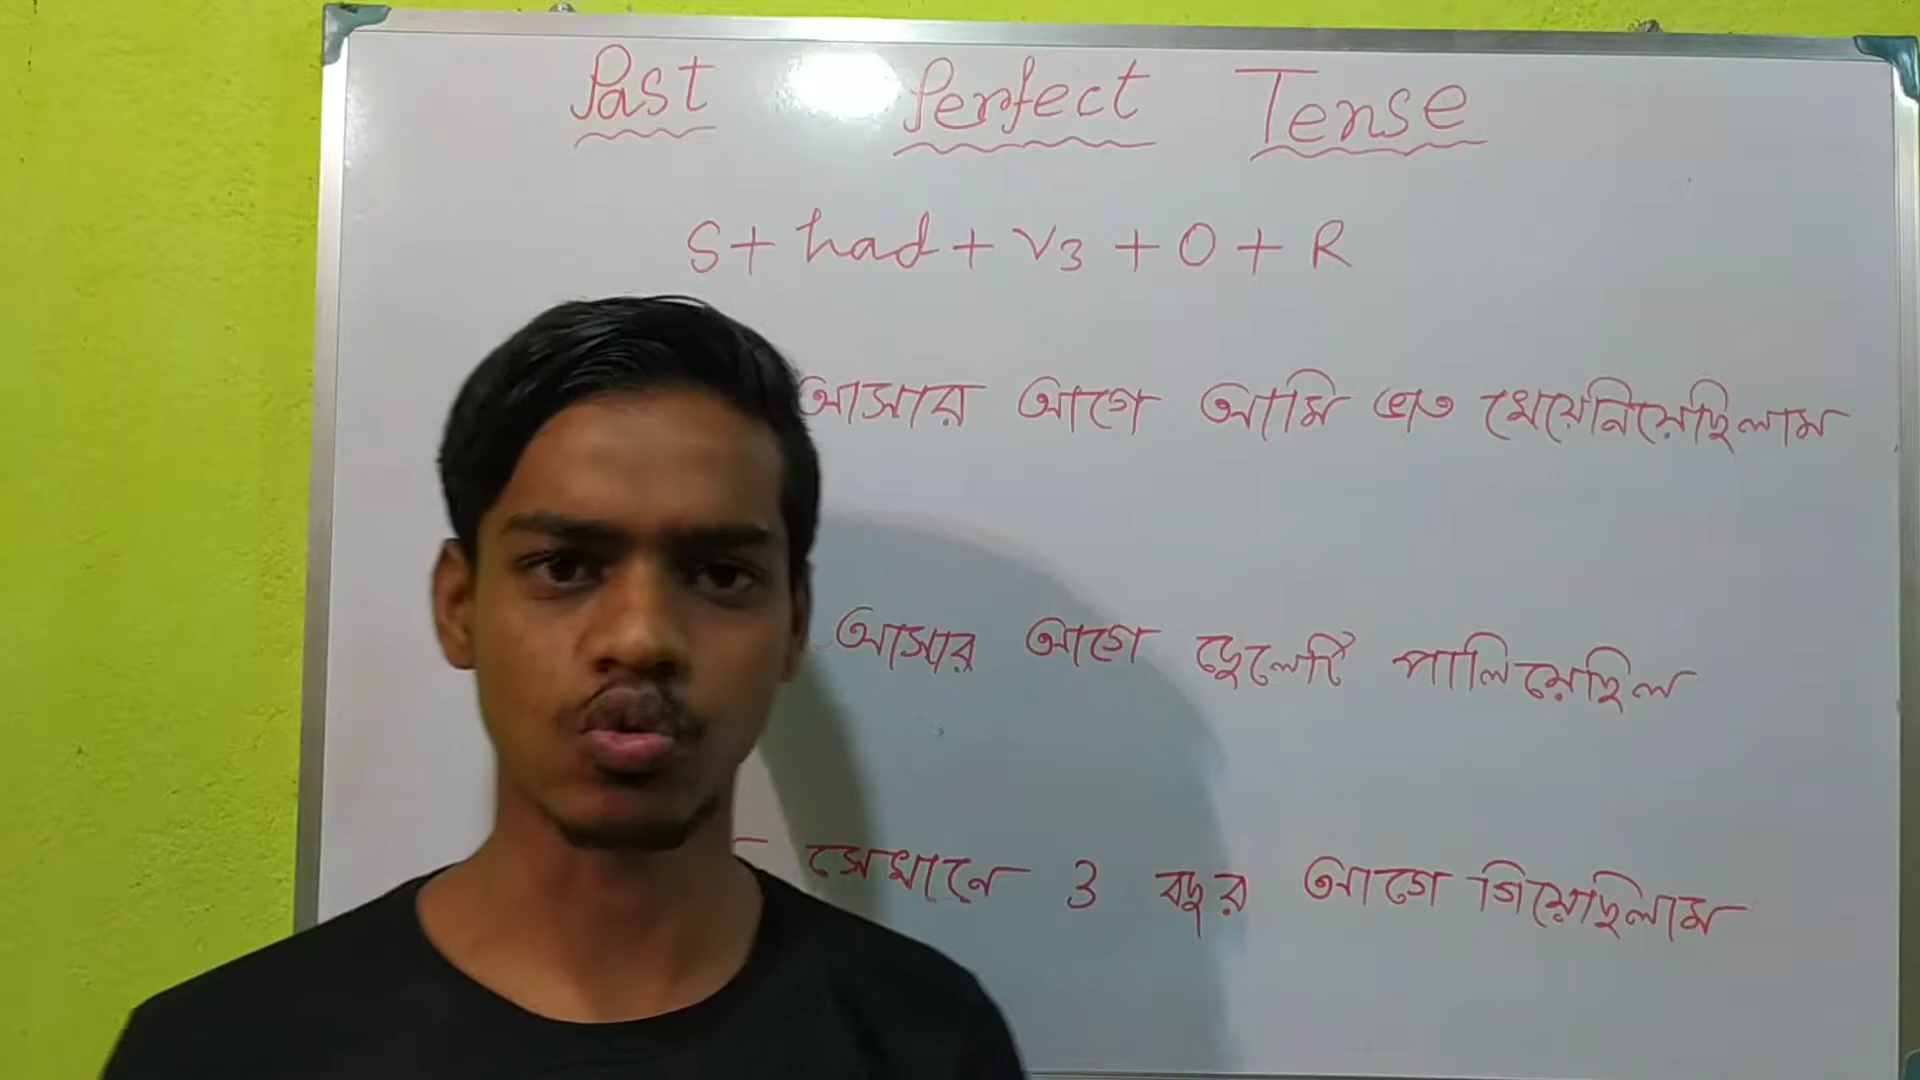 Past Perfect Tense
S + had + V3 + O + R
আসার আগে আমি ভাত খেয়েনিয়েছিলাম
আসার আগে ছেলেটি পালিয়েছিল
সেখানে 3 বছর আগে গিয়েছিলাম